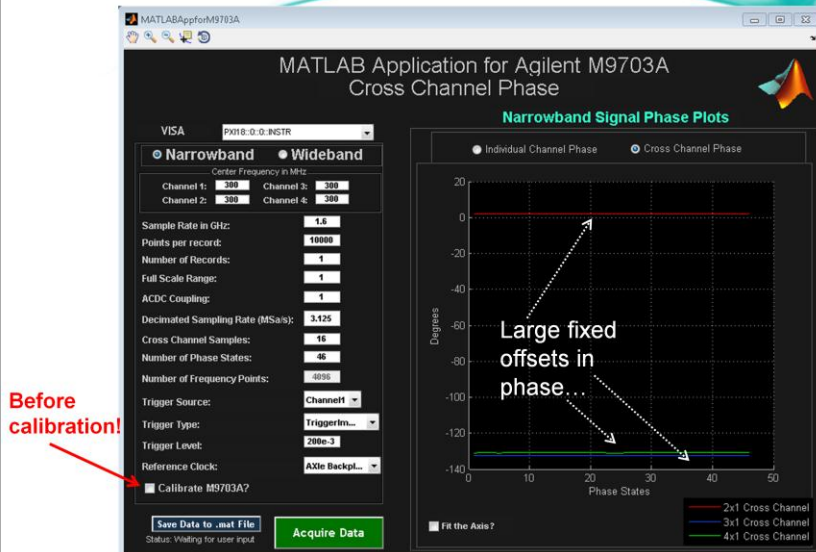 MATLABAppforM9703A
MATLAB Application for Agilent M9703A
Cross Channel Phase
VISA PXI18::0::0::INSTR
Narrowband Wideband
Center Frequency in MHz
Channel 1: 300 Channel 3: 300
Channel 2: 300 Channel 4: 300
Sample Rate in GHz: 1.6
Points per record: 10000
Number of Records: 1
Full Scale Range: 1
ACDC Coupling: 1
Decimated Sampling Rate (MSa/s): 3.125
Cross Channel Samples: 16
Number of Phase States: 46
Number of Frequency Points: 4096
Trigger Source: Channel1
Trigger Type: TriggerIm...
Trigger Level: 200e-3
Reference Clock: AXIe Backpl...
Calibrate M9703A?
Save Data to .mat File
Status: Waiting for user input
Acquire Data
Before
calibration!
Narrowband Signal Phase Plots
Individual Channel Phase Cross Channel Phase
20
0
-20
-40
-60
-80
-100
-120
-140
Degrees
Large fixed
offsets in
phase...
0 10 20 30 40 50
Phase States
Fit the Axis?
2x1 Cross Channel
3x1 Cross Channel
4x1 Cross Channel